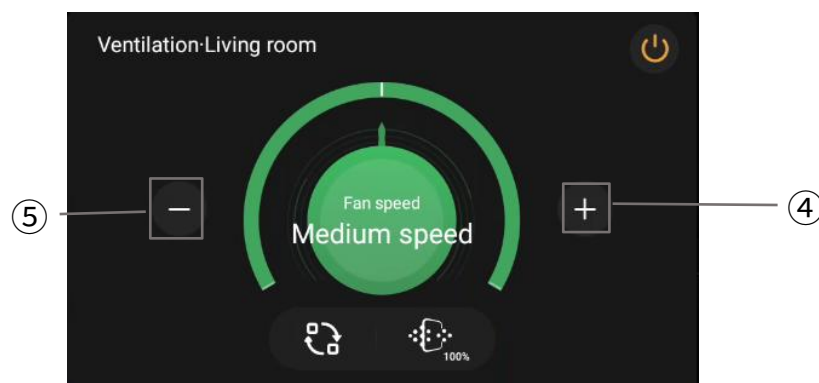 Ventilation·Living room
⑤
−
Fan speed
Medium speed
+
④
100%